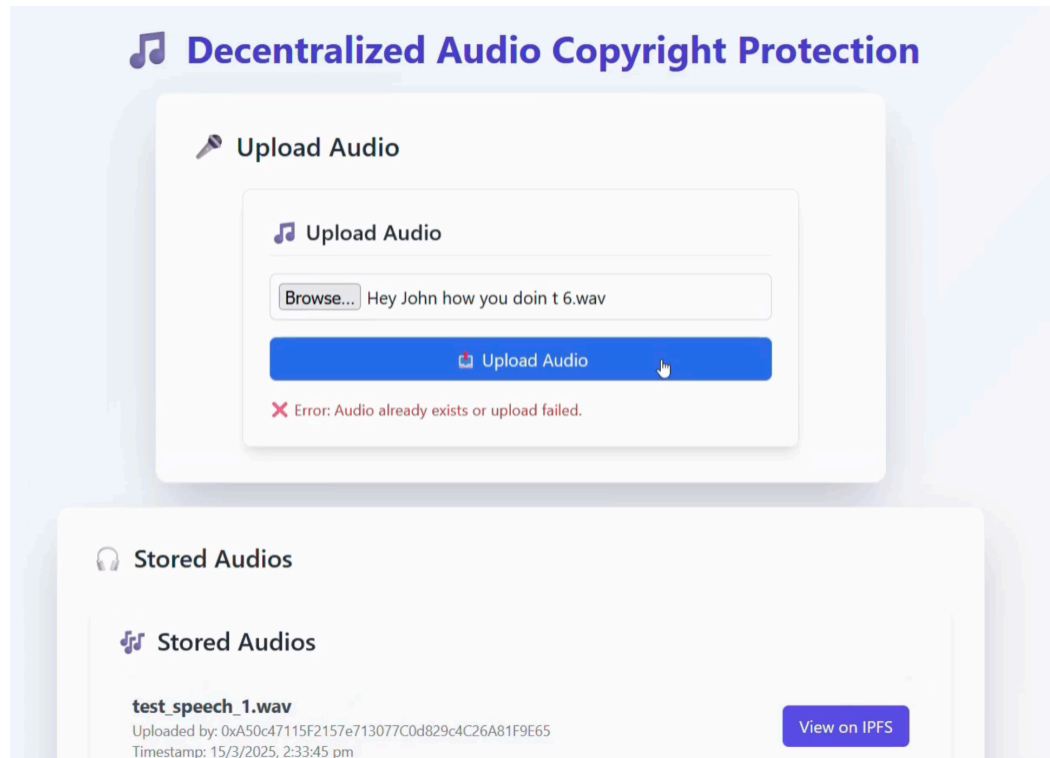 Decentralized Audio Copyright Protection
Upload Audio
Upload Audio
Browse... Hey John how you doin t 6.wav
Upload Audio
Error: Audio already exists or upload failed.
Stored Audios
Stored Audios
test_speech_1.wav
Uploaded by: 0xA50c47115F2157e713077C0d829c4C26A81F9E65
View on IPFS
Timestamp: 15/3/2025, 2:33:45 pm